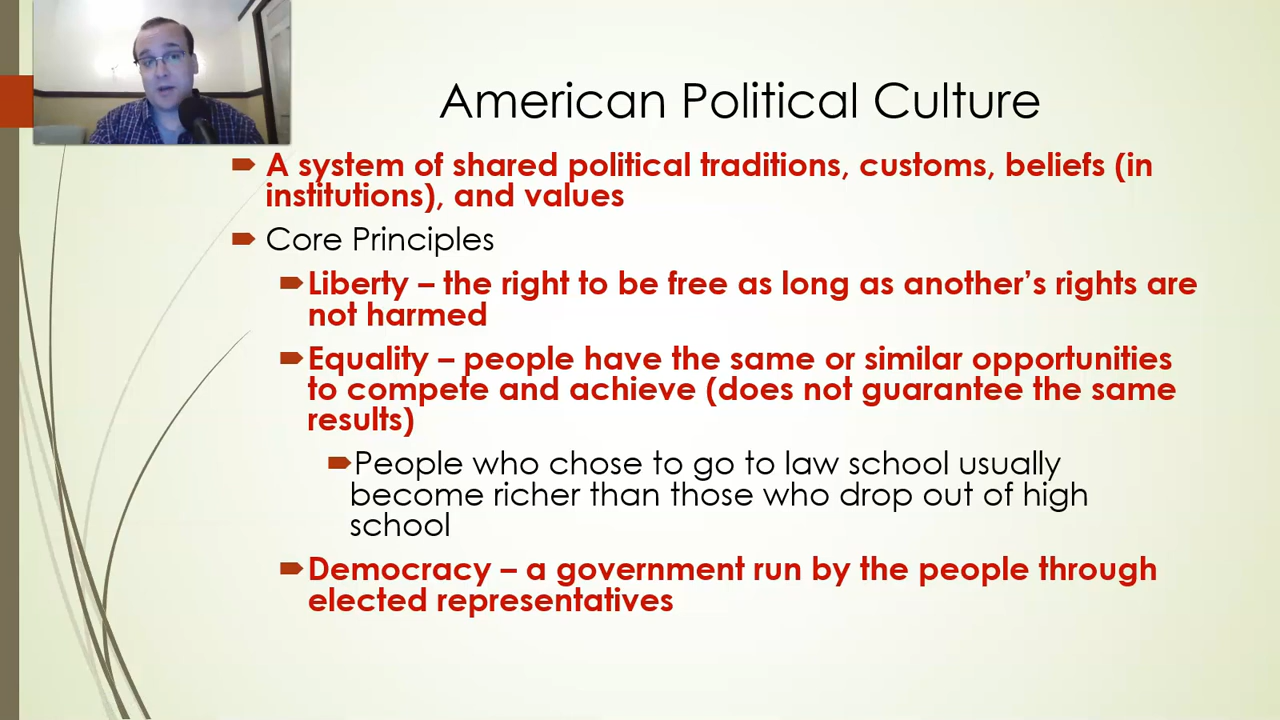 American Political Culture
A system of shared political traditions, customs, beliefs (in
institutions), and values
Core Principles
Liberty – the right to be free as long as another’s rights are
not harmed
Equality – people have the same or similar opportunities
to compete and achieve (does not guarantee the same
results)
People who chose to go to law school usually
become richer than those who drop out of high
school
Democracy – a government run by the people through
elected representatives